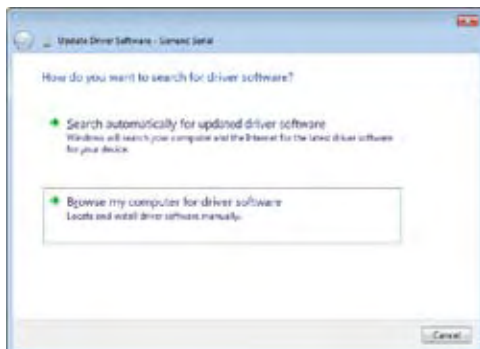 Update Driver Software - Generic Serial
How do you want to search for driver software?
Search automatically for updated driver software
Windows will search your computer and the Internet for the latest driver software
for your device.
Browse my computer for driver software
Locate and install driver software manually.
Cancel